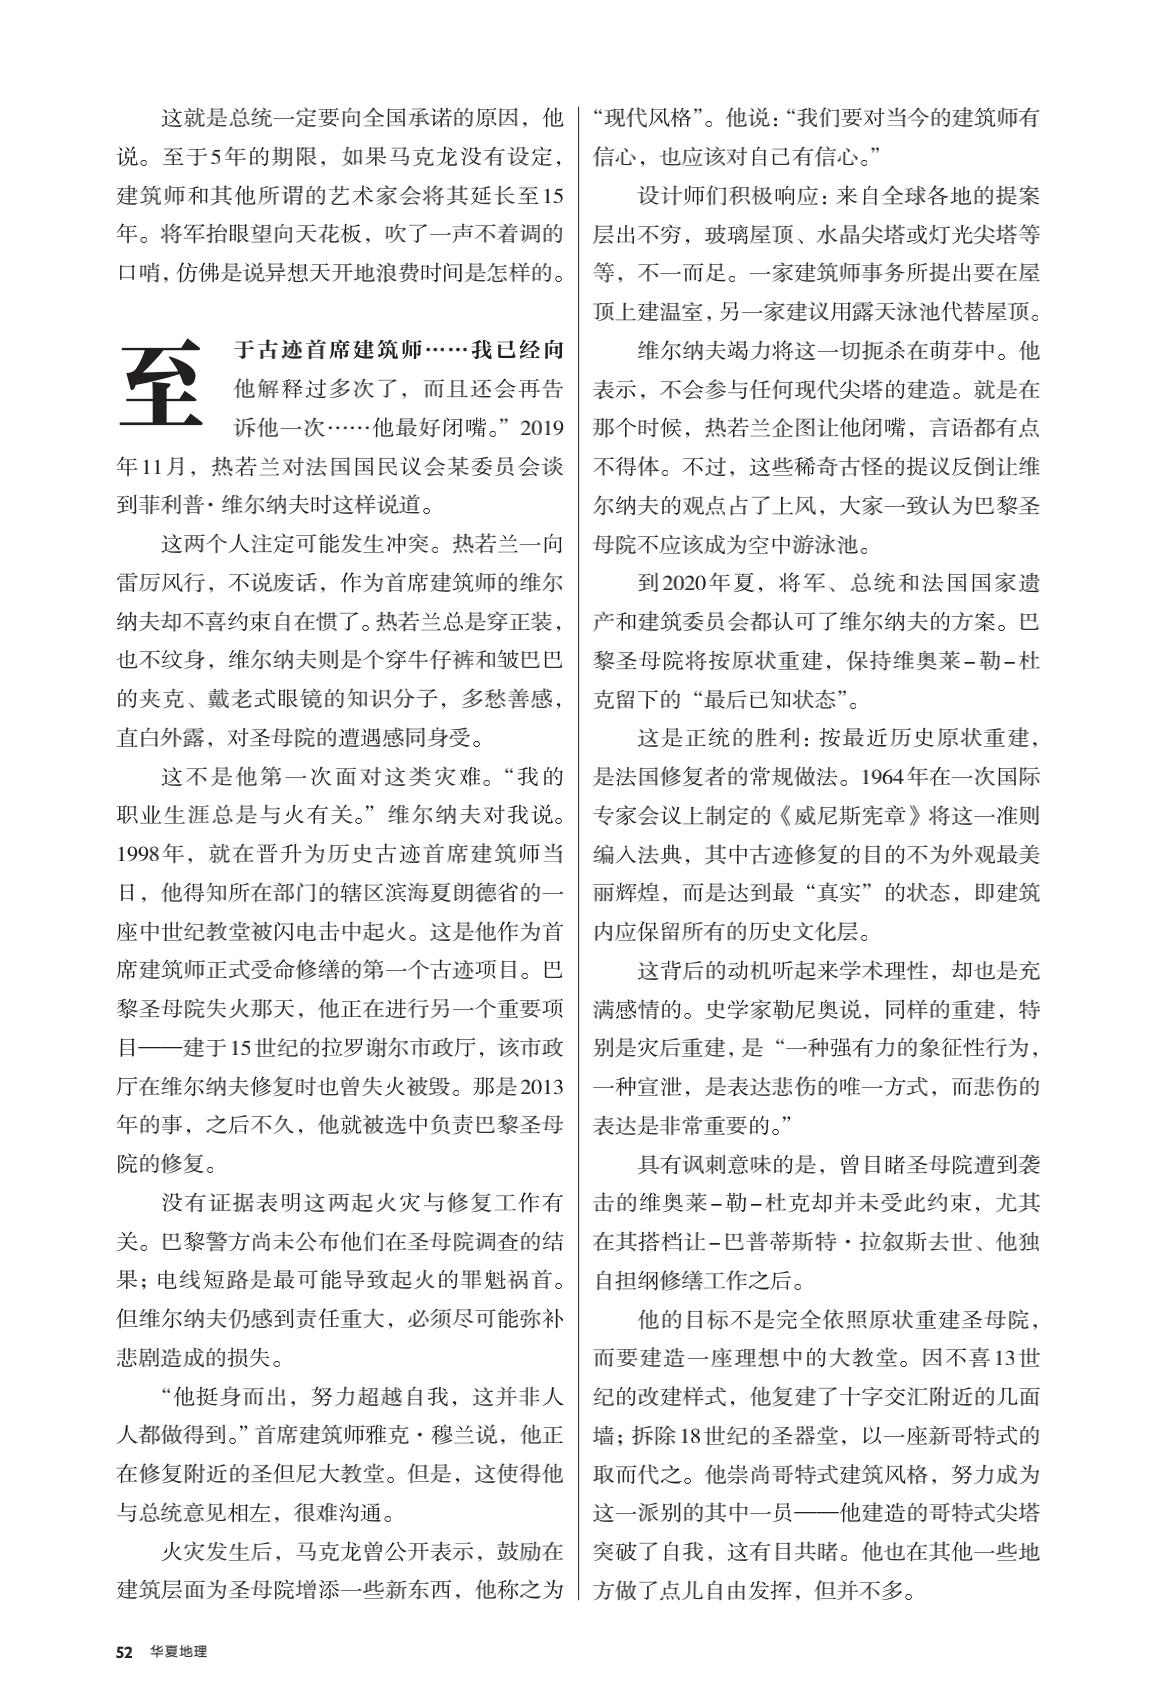 这就是总统一定要向全国承诺的原因，他
说。至于5年的期限，如果马克龙没有设定，
建筑师和其他所谓的艺术家会将其延长至15
年。将军抬眼望向天花板，吹了一声不着调的
口哨，仿佛是说异想天开地浪费时间是怎样的。
至
于古迹首席建筑师……我已经向
他解释过多次了，而且还会再告
诉他一次……他最好闭嘴。”2019
年11月，热若兰对法国国民议会某委员会谈
到菲利普·维尔纳夫时这样说道。
这两个人注定可能发生冲突。热若兰一向
雷厉风行，不说废话，作为首席建筑师的维尔
纳夫却不喜约束自在惯了。热若兰总是穿正装，
也不纹身，维尔纳夫则是个穿牛仔裤和皱巴巴
的夹克、戴老式眼镜的知识分子，多愁善感，
直白外露，对圣母院的遭遇感同身受。
这不是他第一次面对这类灾难。“我的
职业生涯总是与火有关。”维尔纳夫对我说。
1998年，就在晋升为历史古迹首席建筑师当
日，他得知所在部门的辖区滨海夏朗德省的一
座中世纪教堂被闪电击中起火。这是他作为首
席建筑师正式受命修缮的第一个古迹项目。巴
黎圣母院失火那天，他正在进行另一个重要项
目——建于15世纪的拉罗谢尔市政厅，该市政
厅在维尔纳夫修复时也曾失火被毁。那是2013
年的事，之后不久，他就被选中负责巴黎圣母
院的修复。
没有证据表明这两起火灾与修复工作有
关。巴黎警方尚未公布他们在圣母院调查的结
果；电线短路是最可能导致起火的罪魁祸首。
但维尔纳夫仍感到责任重大，必须尽可能弥补
悲剧造成的损失。
“他挺身而出，努力超越自我，这并非人
人都做得到。”首席建筑师雅克·穆兰说，他正
在修复附近的圣但尼大教堂。但是，这使得他
与总统意见相左，很难沟通。
火灾发生后，马克龙曾公开表示，鼓励在
建筑层面为圣母院增添一些新东西，他称之为
“现代风格”。他说：“我们要对当今的建筑师有
信心，也应该对自己有信心。”
设计师们积极响应：来自全球各地的提案
层出不穷，玻璃屋顶、水晶尖塔或灯光尖塔等
等，不一而足。一家建筑师事务所提出要在屋
顶上建温室，另一家建议用露天泳池代替屋顶。
维尔纳夫竭力将这一切扼杀在萌芽中。他
表示，不会参与任何现代尖塔的建造。就是在
那个时候，热若兰企图让他闭嘴，言语都有点
不得体。不过，这些稀奇古怪的提议反倒让维
尔纳夫的观点占了上风，大家一致认为巴黎圣
母院不应该成为空中游泳池。
到2020年夏，将军、总统和法国国家遗
产和建筑委员会都认可了维尔纳夫的方案。巴
黎圣母院将按原状重建，保持维奥莱–勒–杜
克留下的“最后已知状态”。
这是正统的胜利：按最近历史原状重建，
是法国修复者的常规做法。1964年在一次国际
专家会议上制定的《威尼斯宪章》将这一准则
编入法典，其中古迹修复的目的不为外观最美
丽辉煌，而是达到最“真实”的状态，即建筑
内应保留所有的历史文化层。
这背后的动机听起来学术理性，却也是充
满感情的。史学家勒尼奥说，同样的重建，特
别是灾后重建，是“一种强有力的象征性行为，
一种宣泄，是表达悲伤的唯一方式，而悲伤的
表达是非常重要的。”
具有讽刺意味的是，曾目睹圣母院遭到袭
击的维奥莱–勒–杜克却并未受此约束，尤其
在其搭档让–巴普蒂斯特·拉叙斯去世、他独
自担纲修缮工作之后。
他的目标不是完全依照原状重建圣母院，
而要建造一座理想中的大教堂。因不喜13世
纪的改建样式，他复建了十字交汇附近的几面
墙；拆除18世纪的圣器堂，以一座新哥特式的
取而代之。他崇尚哥特式建筑风格，努力成为
这一派别的其中一员——他建造的哥特式尖塔
突破了自我，这有目共睹。他也在其他一些地
方做了点儿自由发挥，但并不多。
52 华夏地理